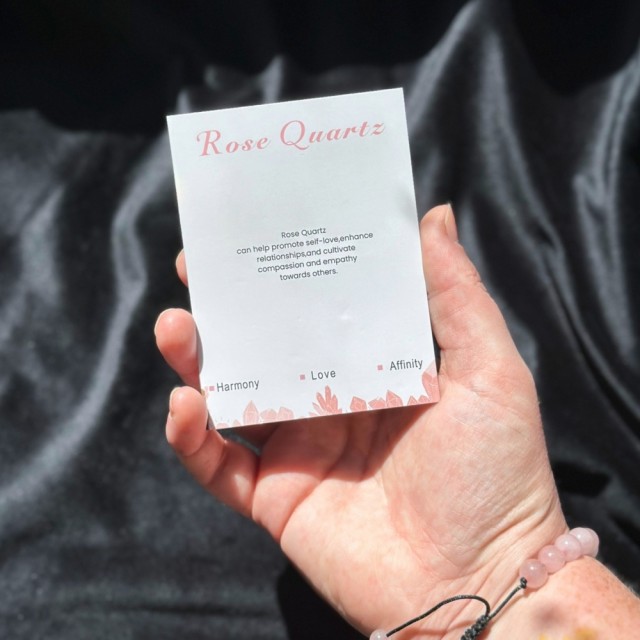 Rose Quartz
Rose Quartz
can help promote self-love,enhance
relationships,and cultivate
compassion and empathy
towards others.
Harmony
Love
Affinity